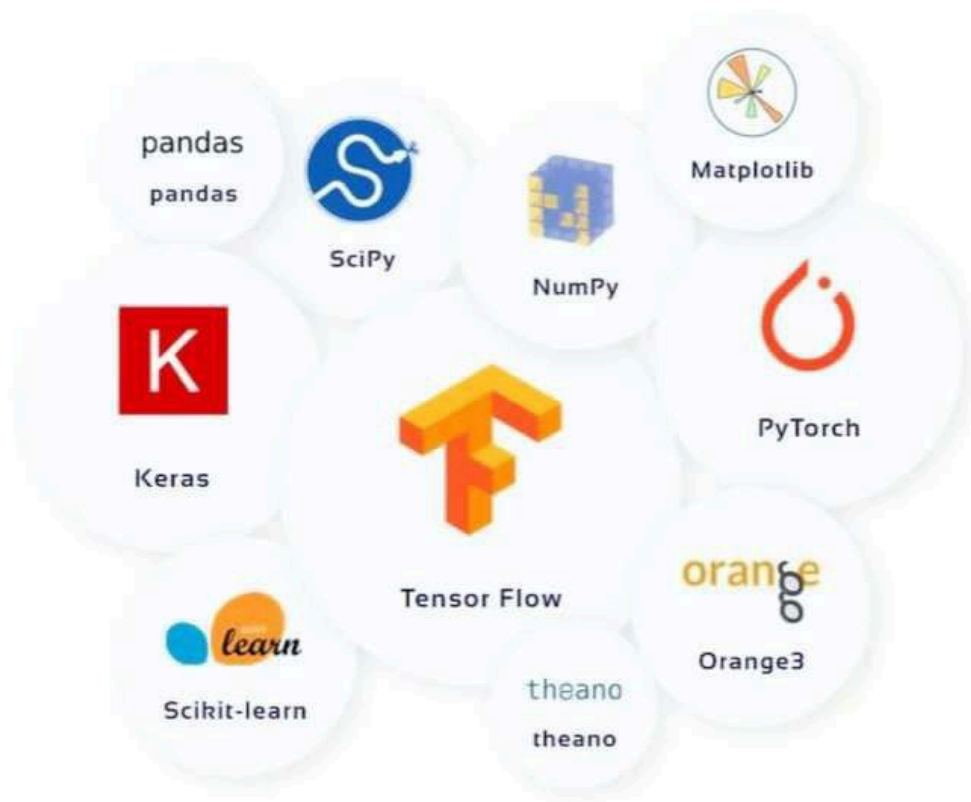 pandas
pandas
SciPy
NumPy
Matplotlib
K
Keras
Tensor Flow
PyTorch
learn
Scikit-learn
orange
Orange3
theano
theano